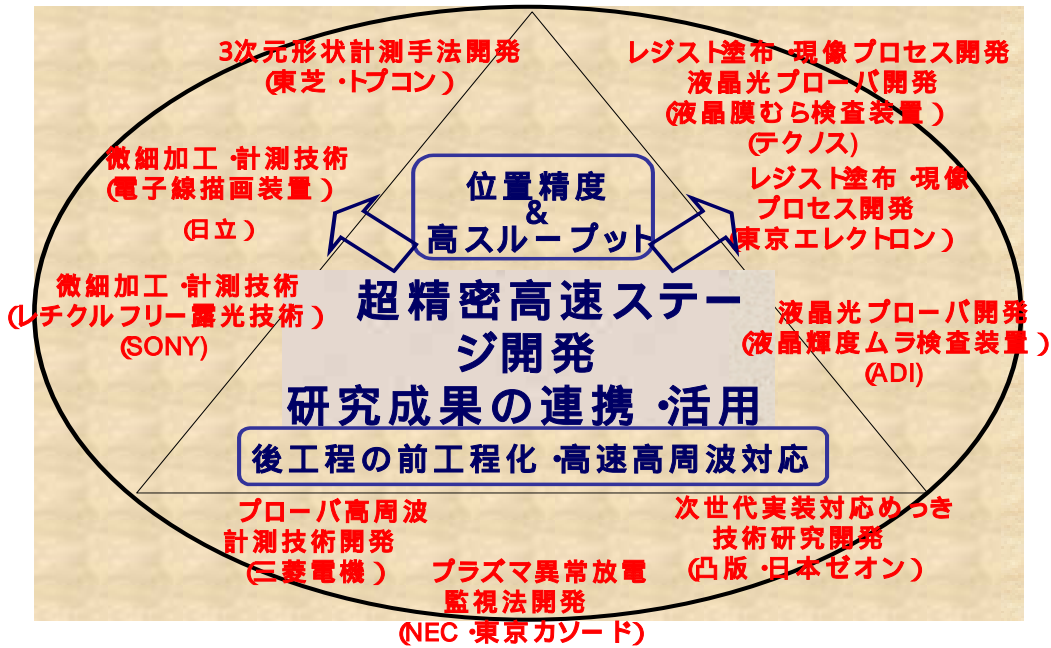 3次元形状計測手法開発
(東芝・トプコン)
レジスト塗布・現像プロセス開発
液晶光プローバ開発
(液晶膜むら検査装置)
(テクノス)
微細加工・計測技術
(電子線描画装置)
(日立)
位置精度
&
高スループット
レジスト塗布・現像
プロセス開発
(東京エレクトロン)
微細加工・計測技術
(レチクルフリー露光技術)
(SONY)
超精密高速ステー
ジ開発
研究成果の連携・活用
液晶光プローバ開発
(液晶輝度ムラ検査装置)
(ADI)
後工程の前工程化・高速高周波対応
プローバ高周波
計測技術開発
(三菱電機)
プラズマ異常放電
監視法開発
(NEC・東京カソード)
次世代実装対応めっき
技術研究開発
(凸版・日本ゼオン)